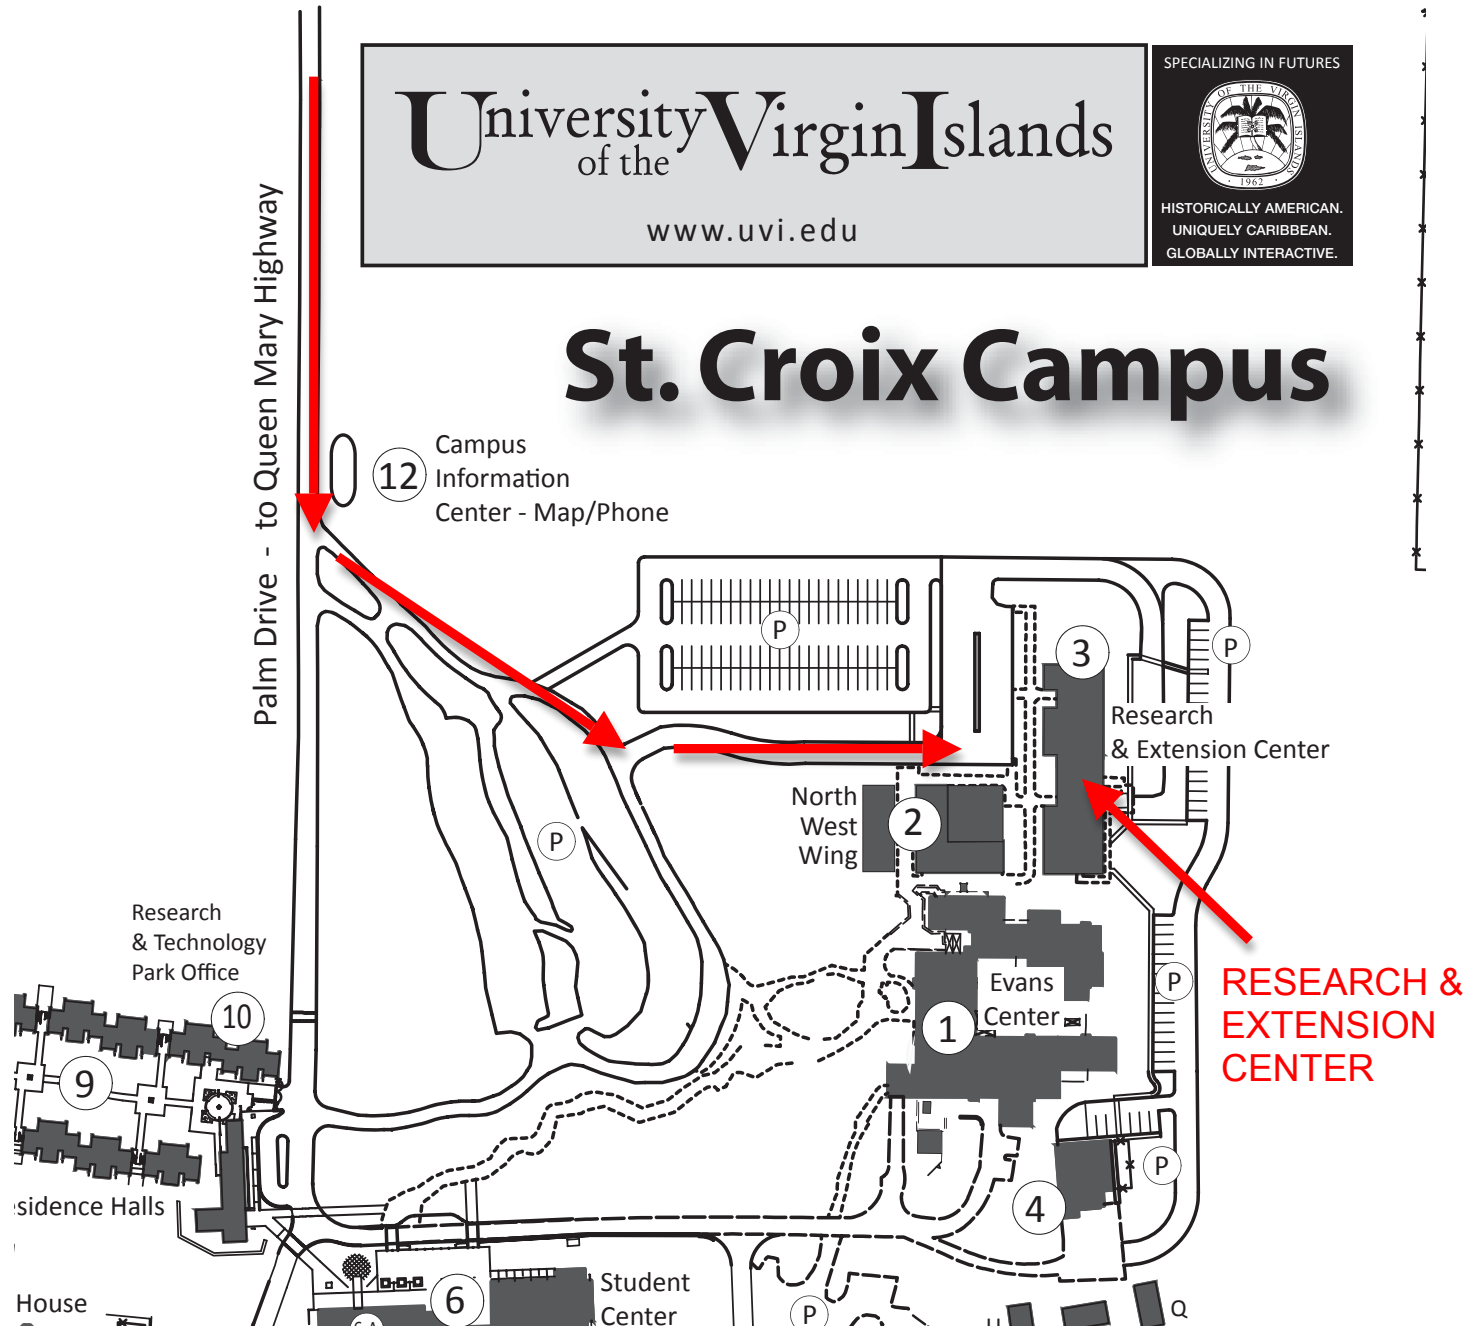 University of the Virgin Islands
www.uvi.edu
SPECIALIZING IN FUTURES
UNIVERSITY OF THE VIRGIN ISLANDS
· 1962 ·
HISTORICALLY AMERICAN.
UNIQUELY CARIBBEAN.
GLOBALLY INTERACTIVE.
St. Croix Campus
Palm Drive - to Queen Mary Highway
12
Campus
Information
Center - Map/Phone
P
3
P
Research
& Extension Center
North
West
Wing
2
P
Research
& Technology
Park Office
10
9
Evans
Center
1
P
RESEARCH &
EXTENSION
CENTER
4
P
sidence Halls
6
Student
Center
House
P
Q